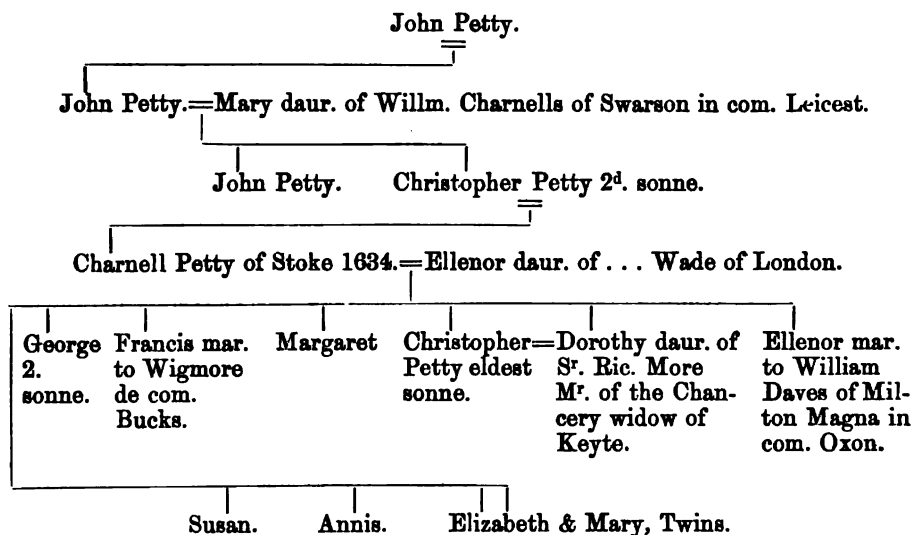 John Petty.
John Petty.=Mary daur. of Willm. Charnells of Swarson in com. Leicest.
John Petty. Christopher Petty 2d. sonne.
Charnell Petty of Stoke 1634.=Ellenor daur. of . . . Wade of London.
George
2.
sonne.
Francis mar.
to Wigmore
de com.
Bucks.
Margaret
Christopher=Dorothy daur. of
Petty eldest
sonne.
Sr. Ric. More
Mr. of the Chan-
cery widow of
Keyte.
Ellenor mar.
to William
Daves of Mil-
ton Magna in
com. Oxon.
Susan. Annis. Elizabeth & Mary, Twins.